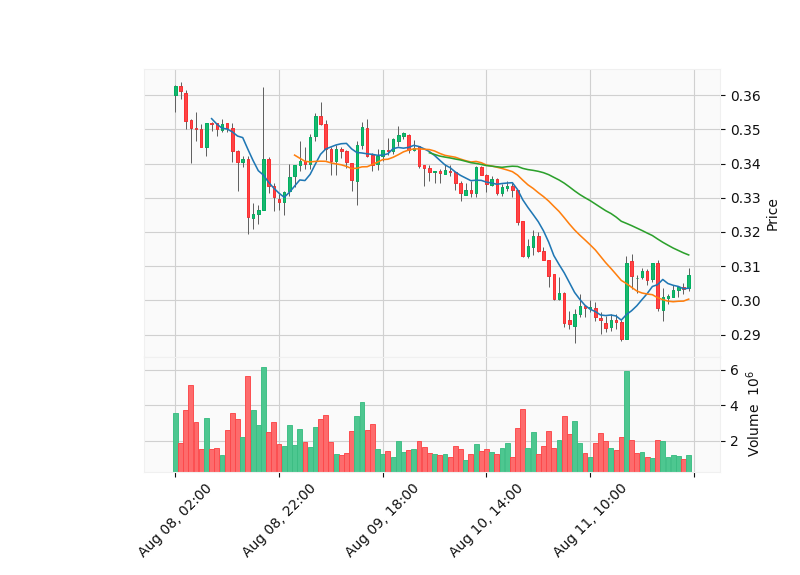 0.36
0.35
0.34
0.33
0.32
0.31
0.30
0.29
Price
6
4
2
Volume 10^6
Aug 08, 02:00
Aug 08, 22:00
Aug 09, 18:00
Aug 10, 14:00
Aug 11, 10:00